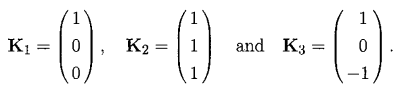 K₁ = (1 0 0), K₂ = (1 1 1) and K₃ = (1 0 −1).